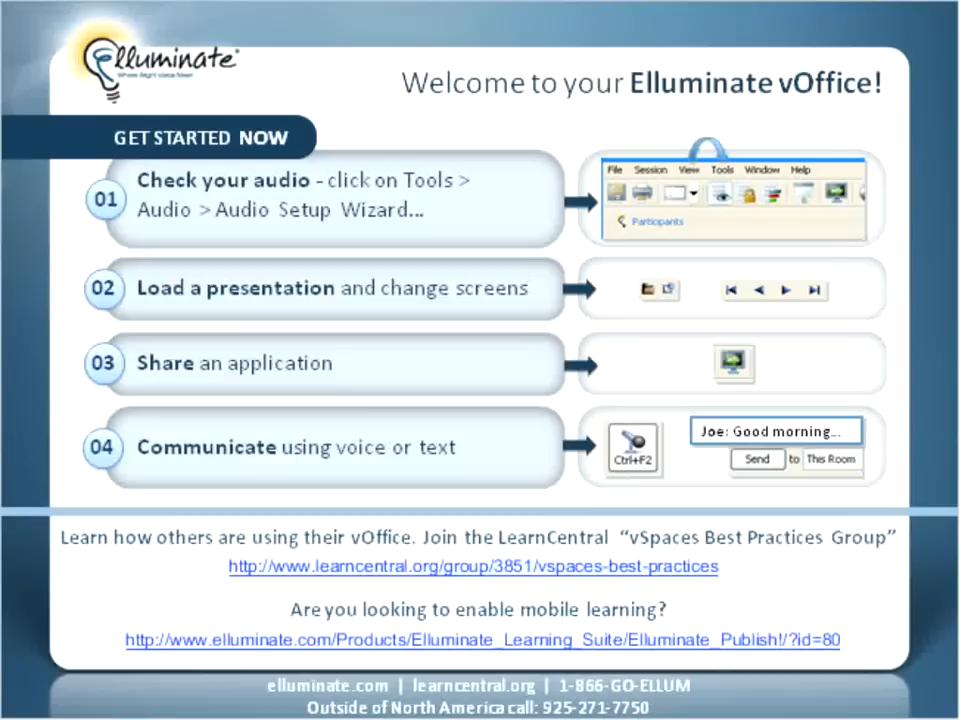 Elluminate®
Welcome to your Elluminate vOffice!
GET STARTED NOW
01
Check your audio - click on Tools >
Audio > Audio Setup Wizard...
File Session View Tools Window Help
Participants
02
Load a presentation and change screens
03
Share an application
04
Communicate using voice or text
Ctrl+F2
Joe: Good morning...
Send to This Room
Learn how others are using their vOffice. Join the LearnCentral “vSpaces Best Practices Group”
http://www.learncentral.org/group/3851/vspaces-best-practices
Are you looking to enable mobile learning?
http://www.elluminate.com/Products/Elluminate_Learning_Suite/Elluminate_Publish!/?id=80
elluminate.com | learncentral.org | 1-866-GO-ELLUM
Outside of North America call: 925-271-7750